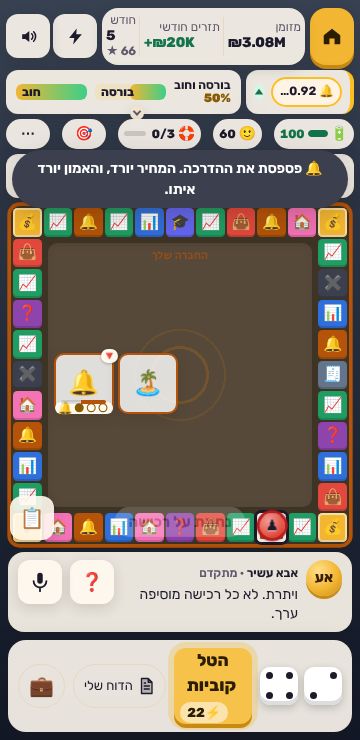 מזומן
₪3.08M
תזרים חודשי
+₪20K
חודש
5
★ 66
0.92...
בורסה וחוב
50%
בורסה
חוב
100
60
0/3
...
פספסת את ההדרכה. המחיר יורד, והאמון יורד
איתו.
החברה שלך
אבא עשיר • מתקדם
ויתרת. לא כל רכישה מוסיפה
ערך.
אע
הטל
קוביות
22
הדוח שלי